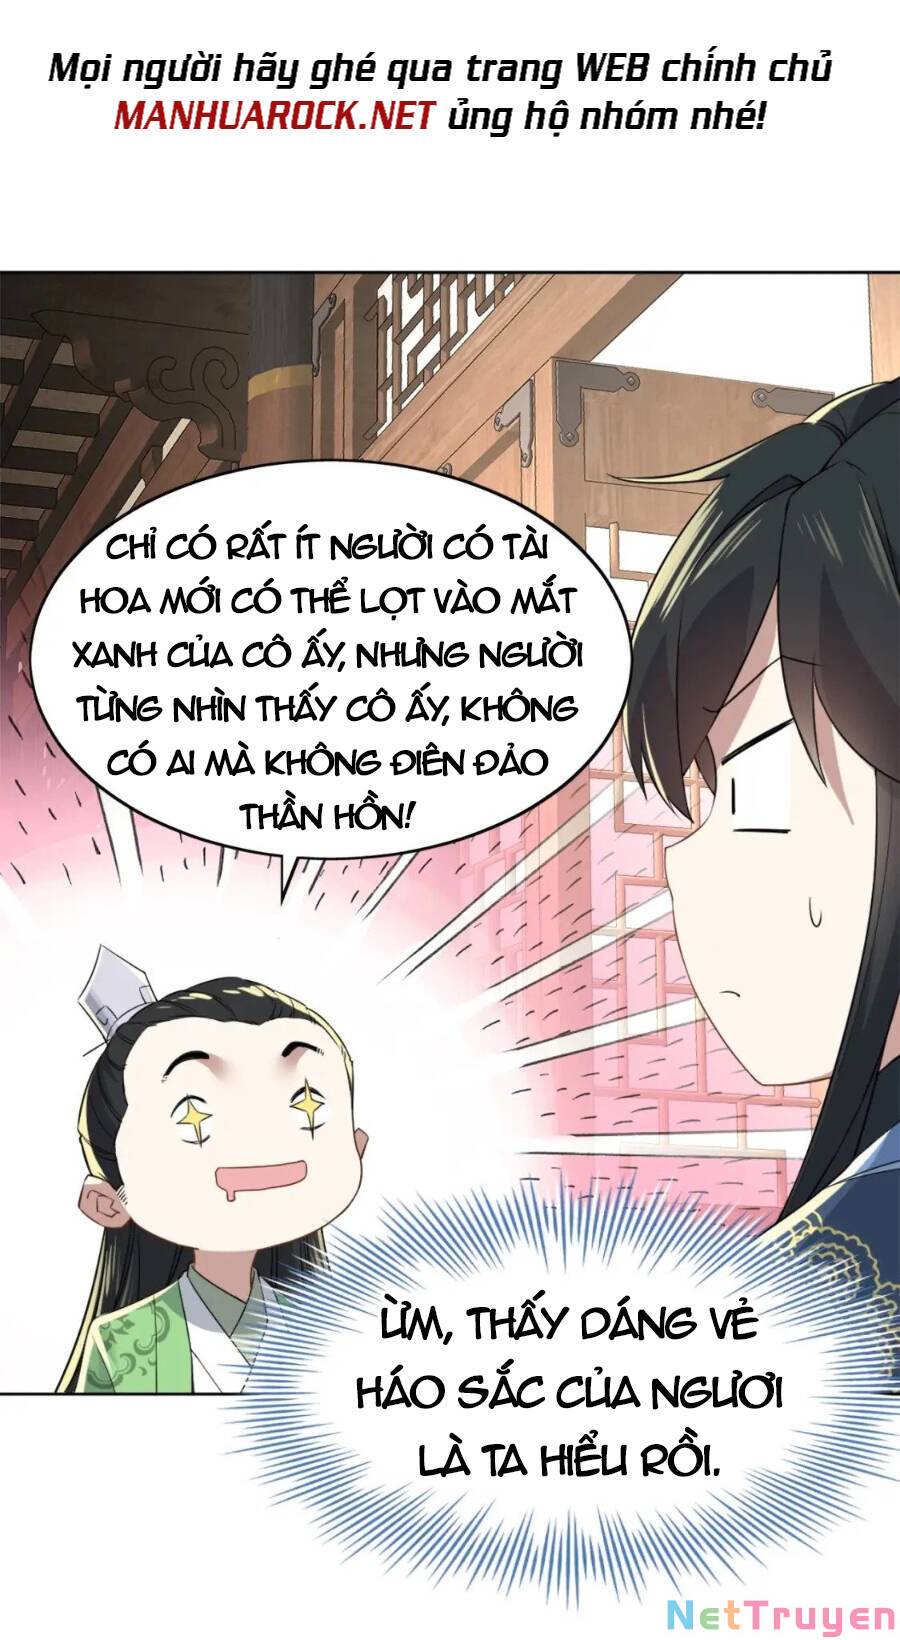 Mọi người hãy ghé qua trang WEB chính chủ
MANHUAROCK.NET ủng hộ nhóm nhé!
CHỈ CÓ RẤT ÍT NGƯỜI CÓ TÀI
HOA MỚI CÓ THỂ LỌT VÀO MẮT
XANH CỦA CÔ ẤY, NHƯNG NGƯỜI
TỪNG NHÌN THẤY CÔ ẤY, KHÔNG
CÓ AI MÀ KHÔNG ĐIÊN ĐẢO
THẦN HỒN!
ỪM, THẤY DÁNG VẺ
HÁO SẮC CỦA NGƯƠI
LÀ TA HIỂU RỒI.
NetTruyen